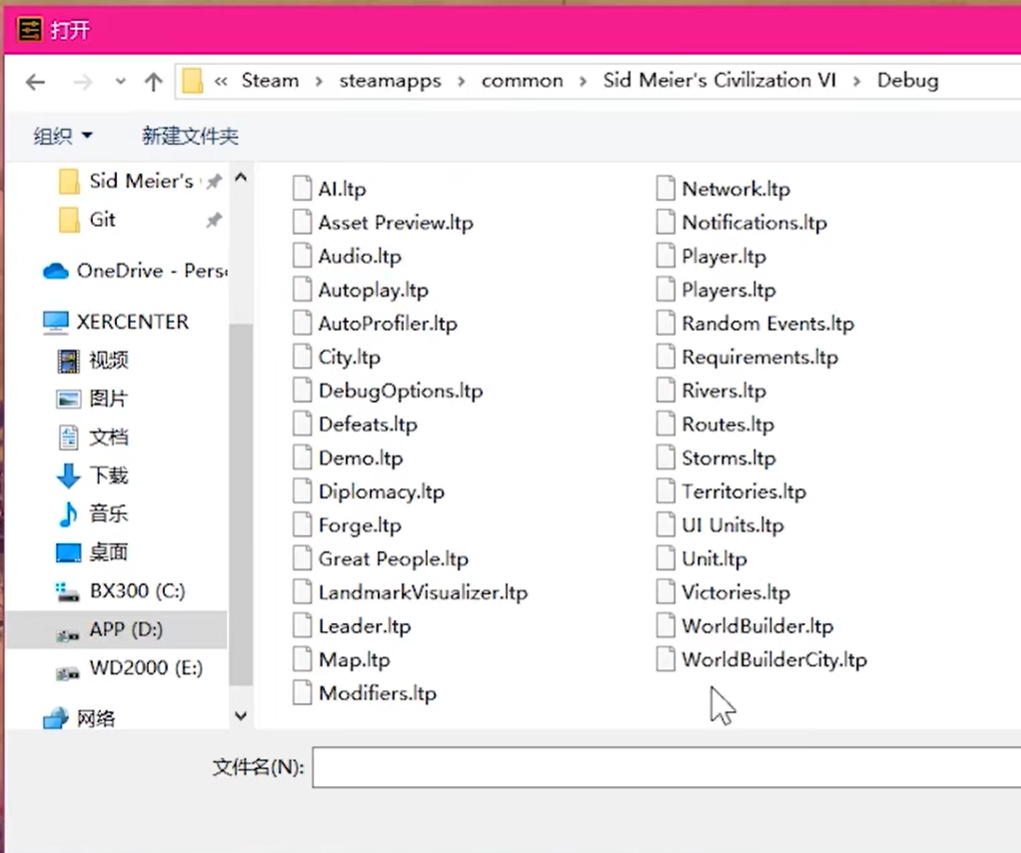 打开
« Steam › steamapps › common › Sid Meier's Civilization VI › Debug
组织 新建文件夹
Sid Meier's
Git
OneDrive - Pers
XERCENTER
视频
图片
文档
下载
音乐
桌面
BX300 (C:)
APP (D:)
WD2000 (E:)
网络
AI.ltp
Asset Preview.ltp
Audio.ltp
Autoplay.ltp
AutoProfiler.ltp
City.ltp
DebugOptions.ltp
Defeats.ltp
Demo.ltp
Diplomacy.ltp
Forge.ltp
Great People.ltp
LandmarkVisualizer.ltp
Leader.ltp
Map.ltp
Modifiers.ltp
Network.ltp
Notifications.ltp
Player.ltp
Players.ltp
Random Events.ltp
Requirements.ltp
Rivers.ltp
Routes.ltp
Storms.ltp
Territories.ltp
UI Units.ltp
Unit.ltp
Victories.ltp
WorldBuilder.ltp
WorldBuilderCity.ltp
文件名(N):